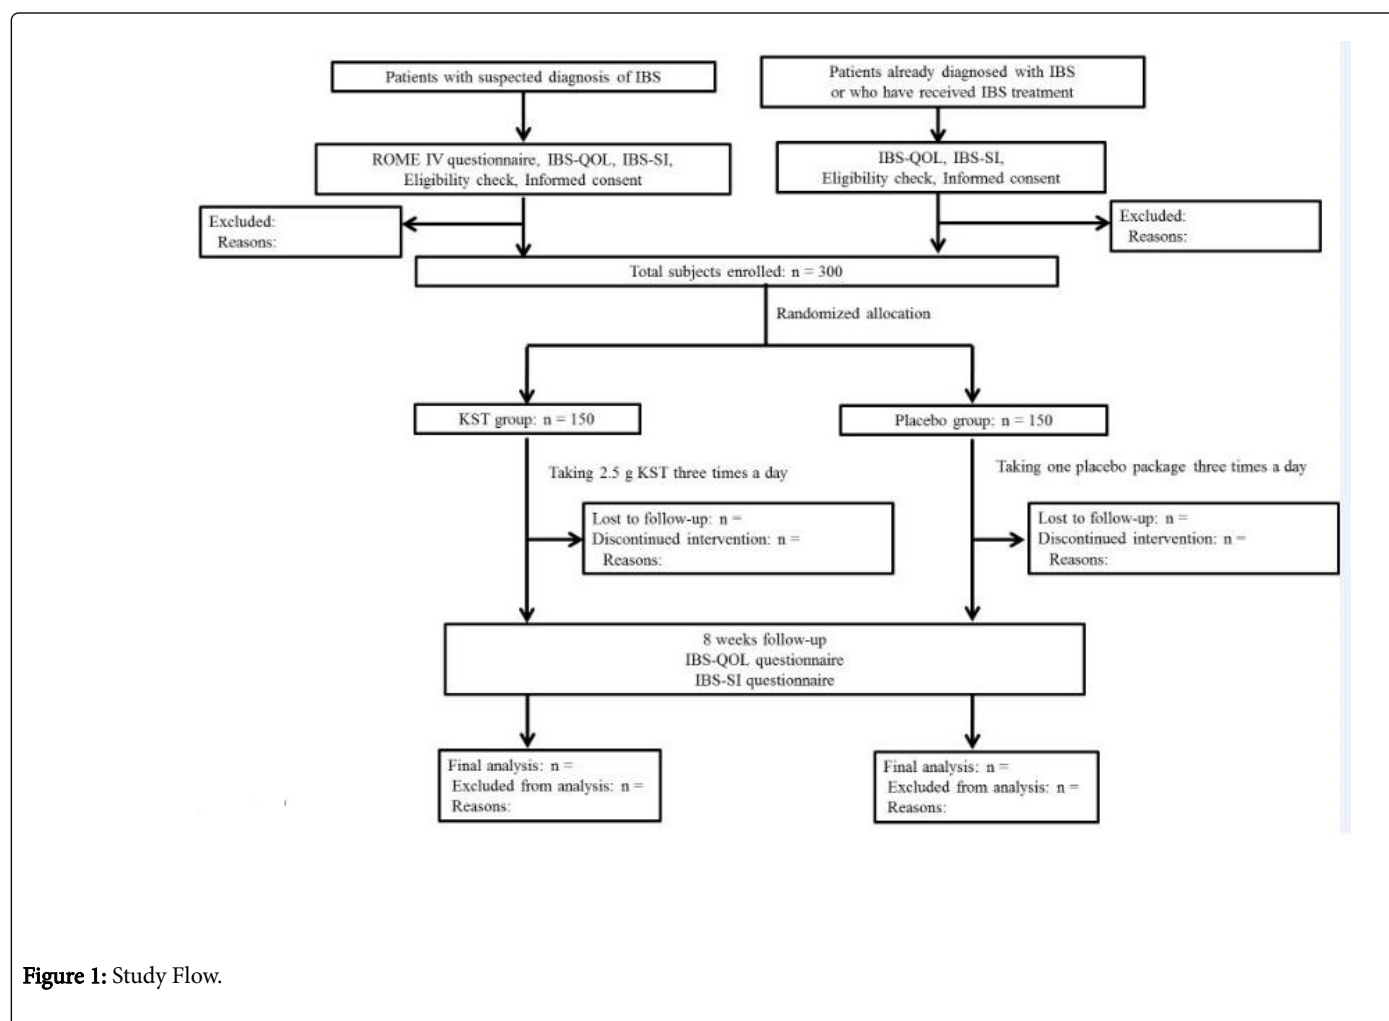 Patients with suspected diagnosis of IBS
Patients already diagnosed with IBS
or who have received IBS treatment
ROME IV questionnaire, IBS-QOL, IBS-SI,
Eligibility check, Informed consent
IBS-QOL, IBS-SI,
Eligibility check, Informed consent
Excluded:
Reasons:
Excluded:
Reasons:
Total subjects enrolled: n = 300
Randomized allocation
KST group: n = 150
Placebo group: n = 150
Taking 2.5 g KST three times a day
Taking one placebo package three times a day
Lost to follow-up: n =
Discontinued intervention: n =
Reasons:
Lost to follow-up: n =
Discontinued intervention: n =
Reasons:
8 weeks follow-up
IBS-QOL questionnaire
IBS-SI questionnaire
Final analysis: n =
Excluded from analysis: n =
Reasons:
Final analysis: n =
Excluded from analysis: n =
Reasons:
Figure 1: Study Flow.